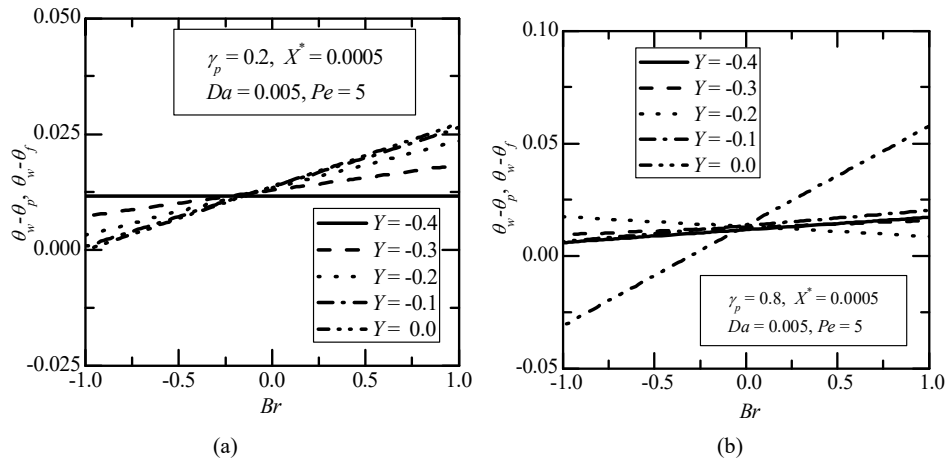 0.050
0.025
0.000
-0.025
θw-θp, θw-θf
γp = 0.2, X* = 0.0005
Da = 0.005, Pe = 5
Y = -0.4
Y = -0.3
Y = -0.2
Y = -0.1
Y = 0.0
-1.0 -0.5 0.0 0.5 1.0
Br
(a)
0.10
0.05
0.00
-0.05
θw-θp, θw-θf
Y = -0.4
Y = -0.3
Y = -0.2
Y = -0.1
Y = 0.0
γp = 0.8, X* = 0.0005
Da = 0.005, Pe = 5
-1.0 -0.5 0.0 0.5 1.0
Br
(b)